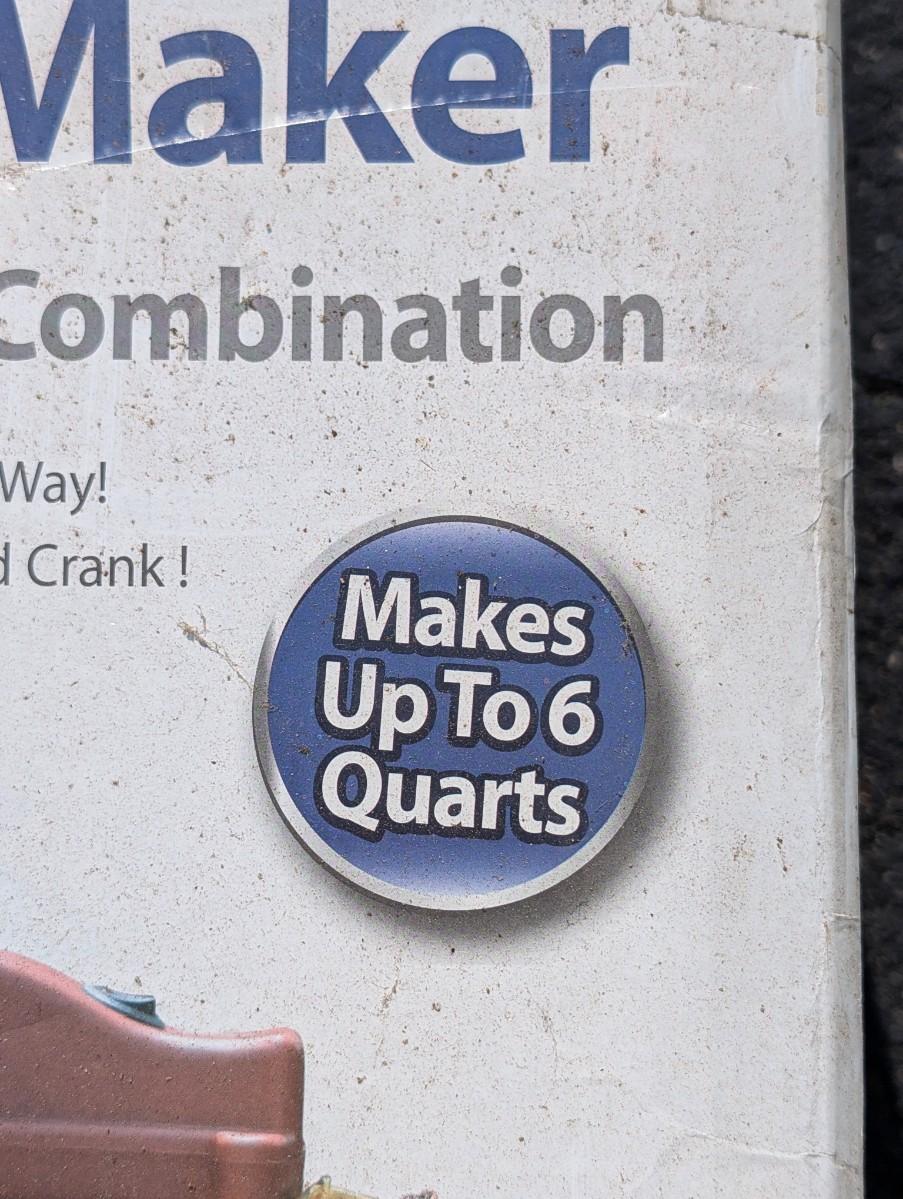 Maker
Combination
Way!
d Crank !
Makes
Up To 6
Quarts